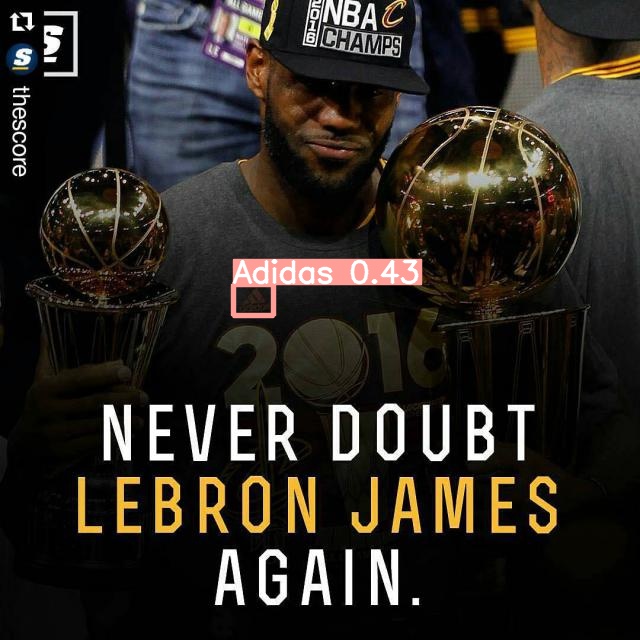 2016
NBA
CHAMPS
S
thescore
Adidas 0.43
2016
NEVER DOUBT
LEBRON JAMES
AGAIN.